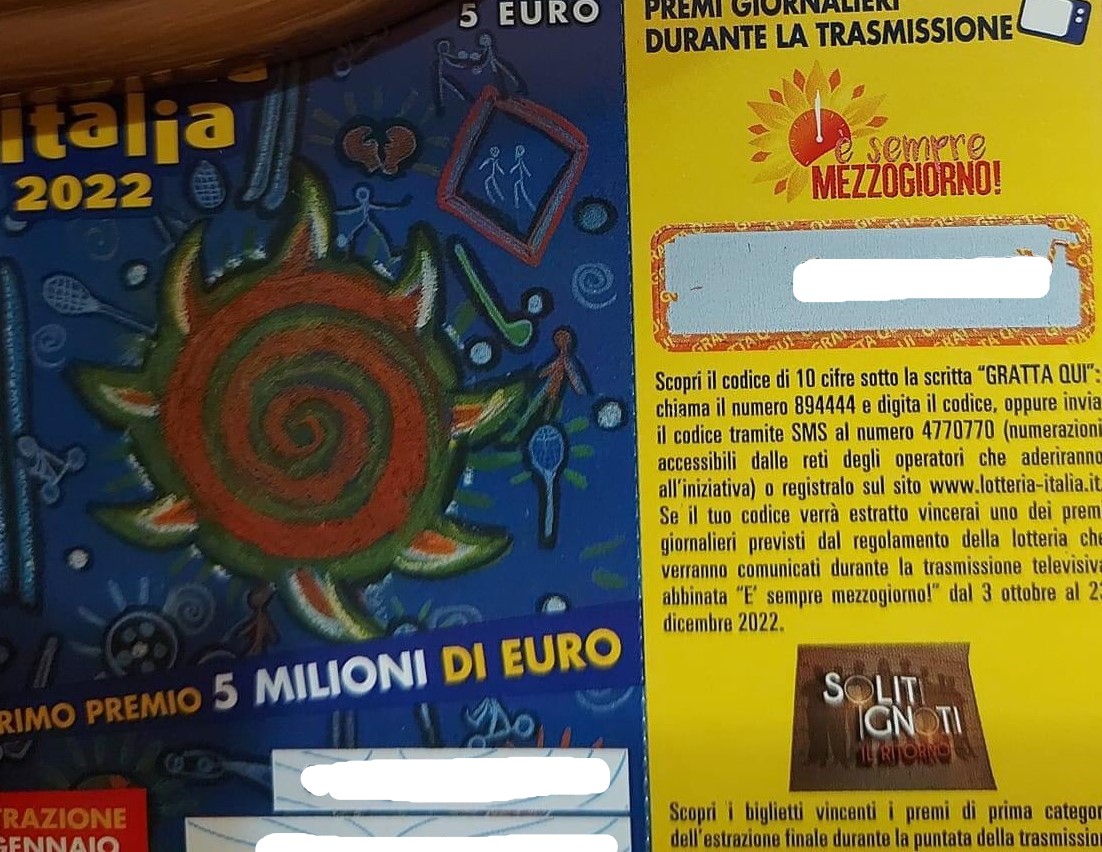 5 EURO
Italia
2022
PRIMO PREMIO 5 MILIONI DI EURO
PREMI GIORNALIERI
DURANTE LA TRASMISSIONE
è sempre
MEZZOGIORNO!
Scopri il codice di 10 cifre sotto la scritta “GRATTA QUI”:
chiama il numero 894444 e digita il codice, oppure invia
il codice tramite SMS al numero 4770770 (numerazioni
accessibili dalle reti degli operatori che aderiranno
all'iniziativa) o registralo sul sito www.lotteria-italia.it
Se il tuo codice verrà estratto vincerai uno dei premi
giornalieri previsti dal regolamento della lotteria che
verranno comunicati durante la trasmissione televisiva
abbinata “E' sempre mezzogiorno!” dal 3 ottobre al 23
dicembre 2022.
SOLITI
IGNOTI
IL RITORNO
TRAZIONE
GENNAIO
Scopri i biglietti vincenti i premi di prima categor
dell'estrazione finale durante la puntata della trasmission